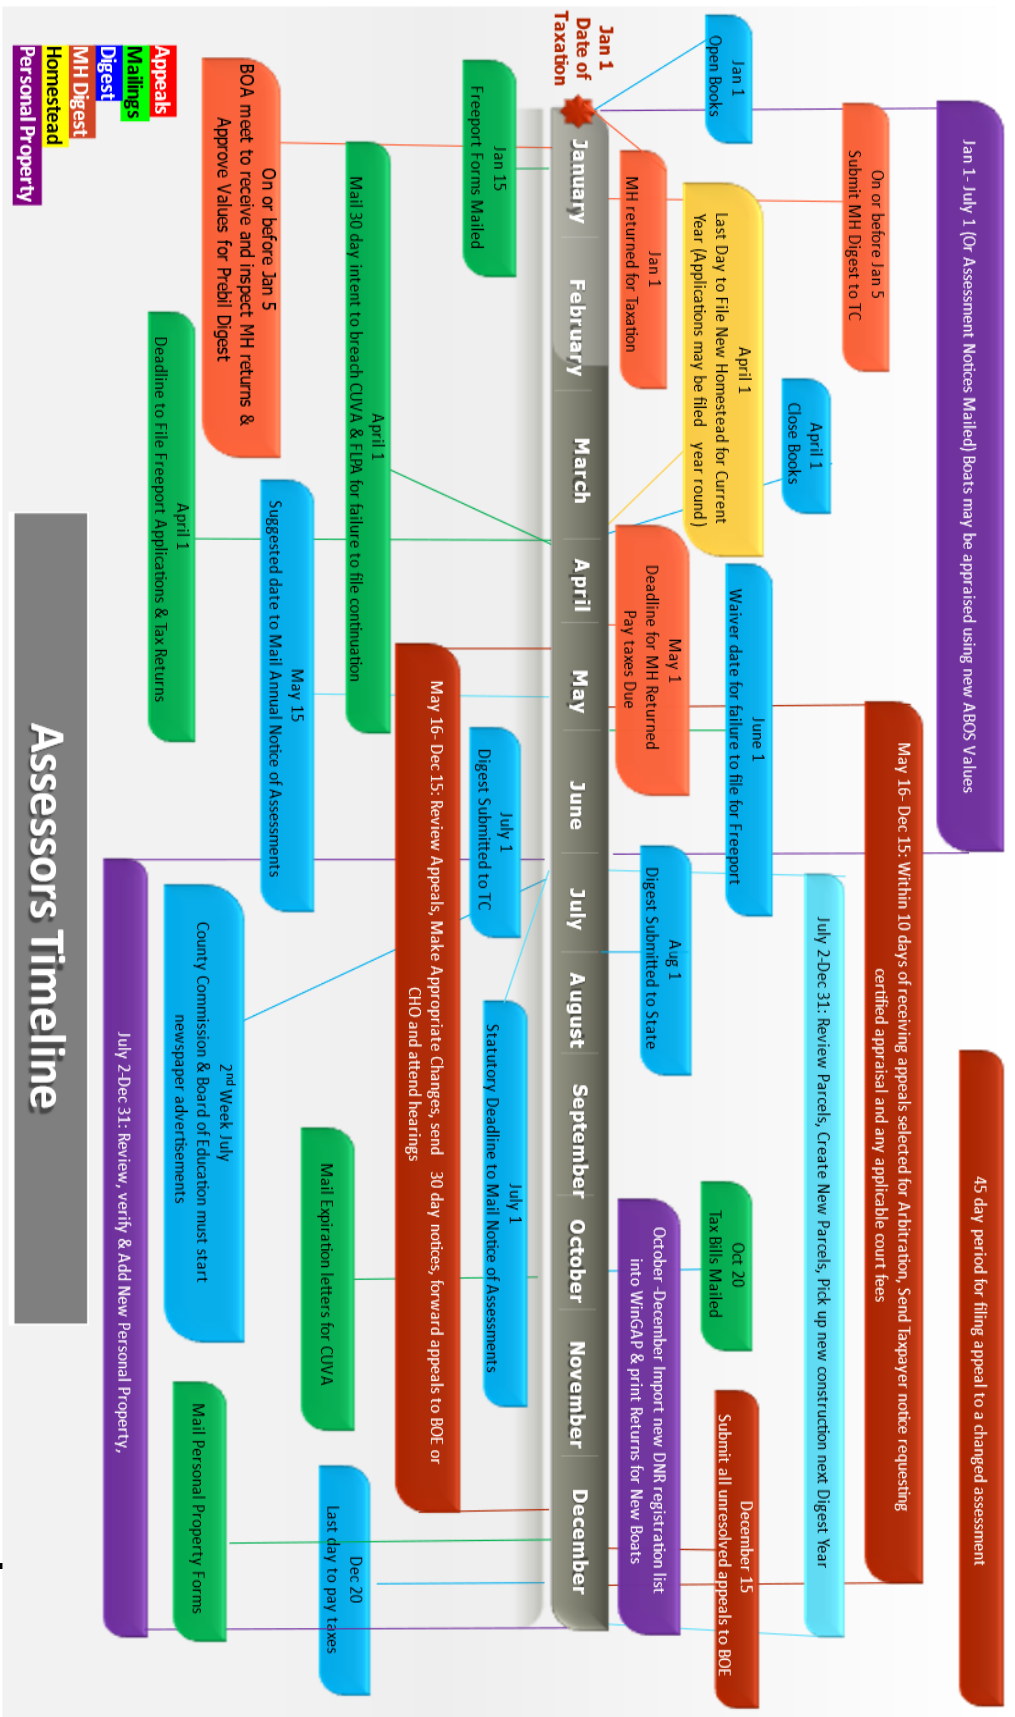 Jan 1- July 1 (Or Assessment Notices Mailed) Boats may be appraised using new ABOS Values
45 day period for filing appeal to a changed assessment
May 16- Dec 15: Within 10 days of receiving appeals selected for Arbitration, Send Taxpayer notice requesting
certified appraisal and any applicable court fees
On or before Jan 5
Submit MH Digest to TC
April 1
Close Books
July 2-Dec 31: Review Parcels, Create New Parcels, Pick up new construction next Digest Year
Jan 1
Open Books
April 1
Last Day to File New Homestead for Current
Year (Applications may be filed year round)
June 1
Waiver date for failure to file for Freeport
Oct 20
Tax Bills Mailed
December 15
Submit all unresolved appeals to BOE
Jan 1
MH returned for Taxation
May 1
Deadline for MH Returned
Pay taxes Due
Aug 1
Digest Submitted to State
October -December Import new DNR registration list
into WinGAP & print Returns for New Boats
Jan 1
Date of
Taxation
January
February
March
April
May
June
July
August
September
October
November
December
Jan 15
Freeport Forms Mailed
July 1
Digest Submitted to TC
July 1
Statutory Deadline to Mail Notice of Assessments
May 16- Dec 15: Review Appeals, Make Appropriate Changes, send 30 day notices, forward appeals to BOE or
CHO and attend hearings
April 1
Mail 30 day intent to breach CUVA & FLPA for failure to file continuation
Mail Expiration letters for CUVA
Dec 20
Last day to pay taxes
On or before Jan 5
BOA meet to receive and inspect MH returns &
Approve Values for Prebil Digest
May 15
Suggested date to Mail Annual Notice of Assessments
2nd Week July
County Commission & Board of Education must start
newspaper advertisements
Mail Personal Property Forms
April 1
Deadline to File Freeport Applications & Tax Returns
July 2-Dec 31: Review, verify & Add New Personal Property,
Appeals
Mailings
Digest
MH Digest
Homestead
Personal Property
Assessors Timeline